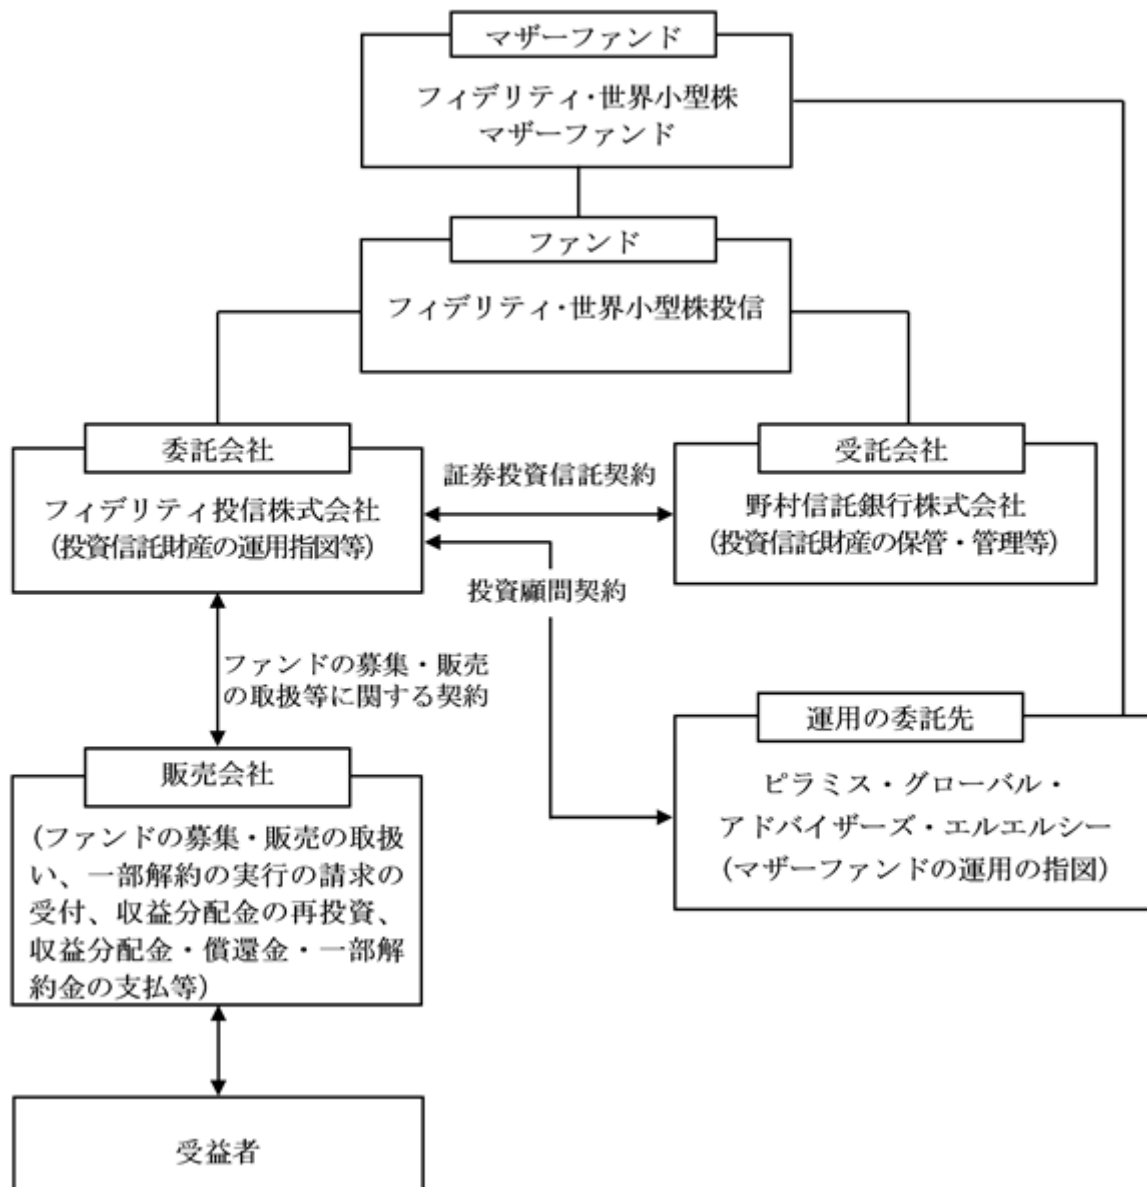 マザーファンド
フィデリティ・世界小型株
マザーファンド
ファンド
フィデリティ・世界小型株投信
委託会社
フィデリティ投信株式会社
(投資信託財産の運用指図等)
証券投資信託契約
受託会社
野村信託銀行株式会社
(投資信託財産の保管・管理等)
投資顧問契約
ファンドの募集・販売
の取扱等に関する契約
運用の委託先
ピラミス・グローバル・
アドバイザーズ・エルエルシー
(マザーファンドの運用の指図)
販売会社
(ファンドの募集・販売の取扱
い、一部解約の実行の請求の
受付、収益分配金の再投資、
収益分配金・償還金・一部解
約金の支払等)
受益者